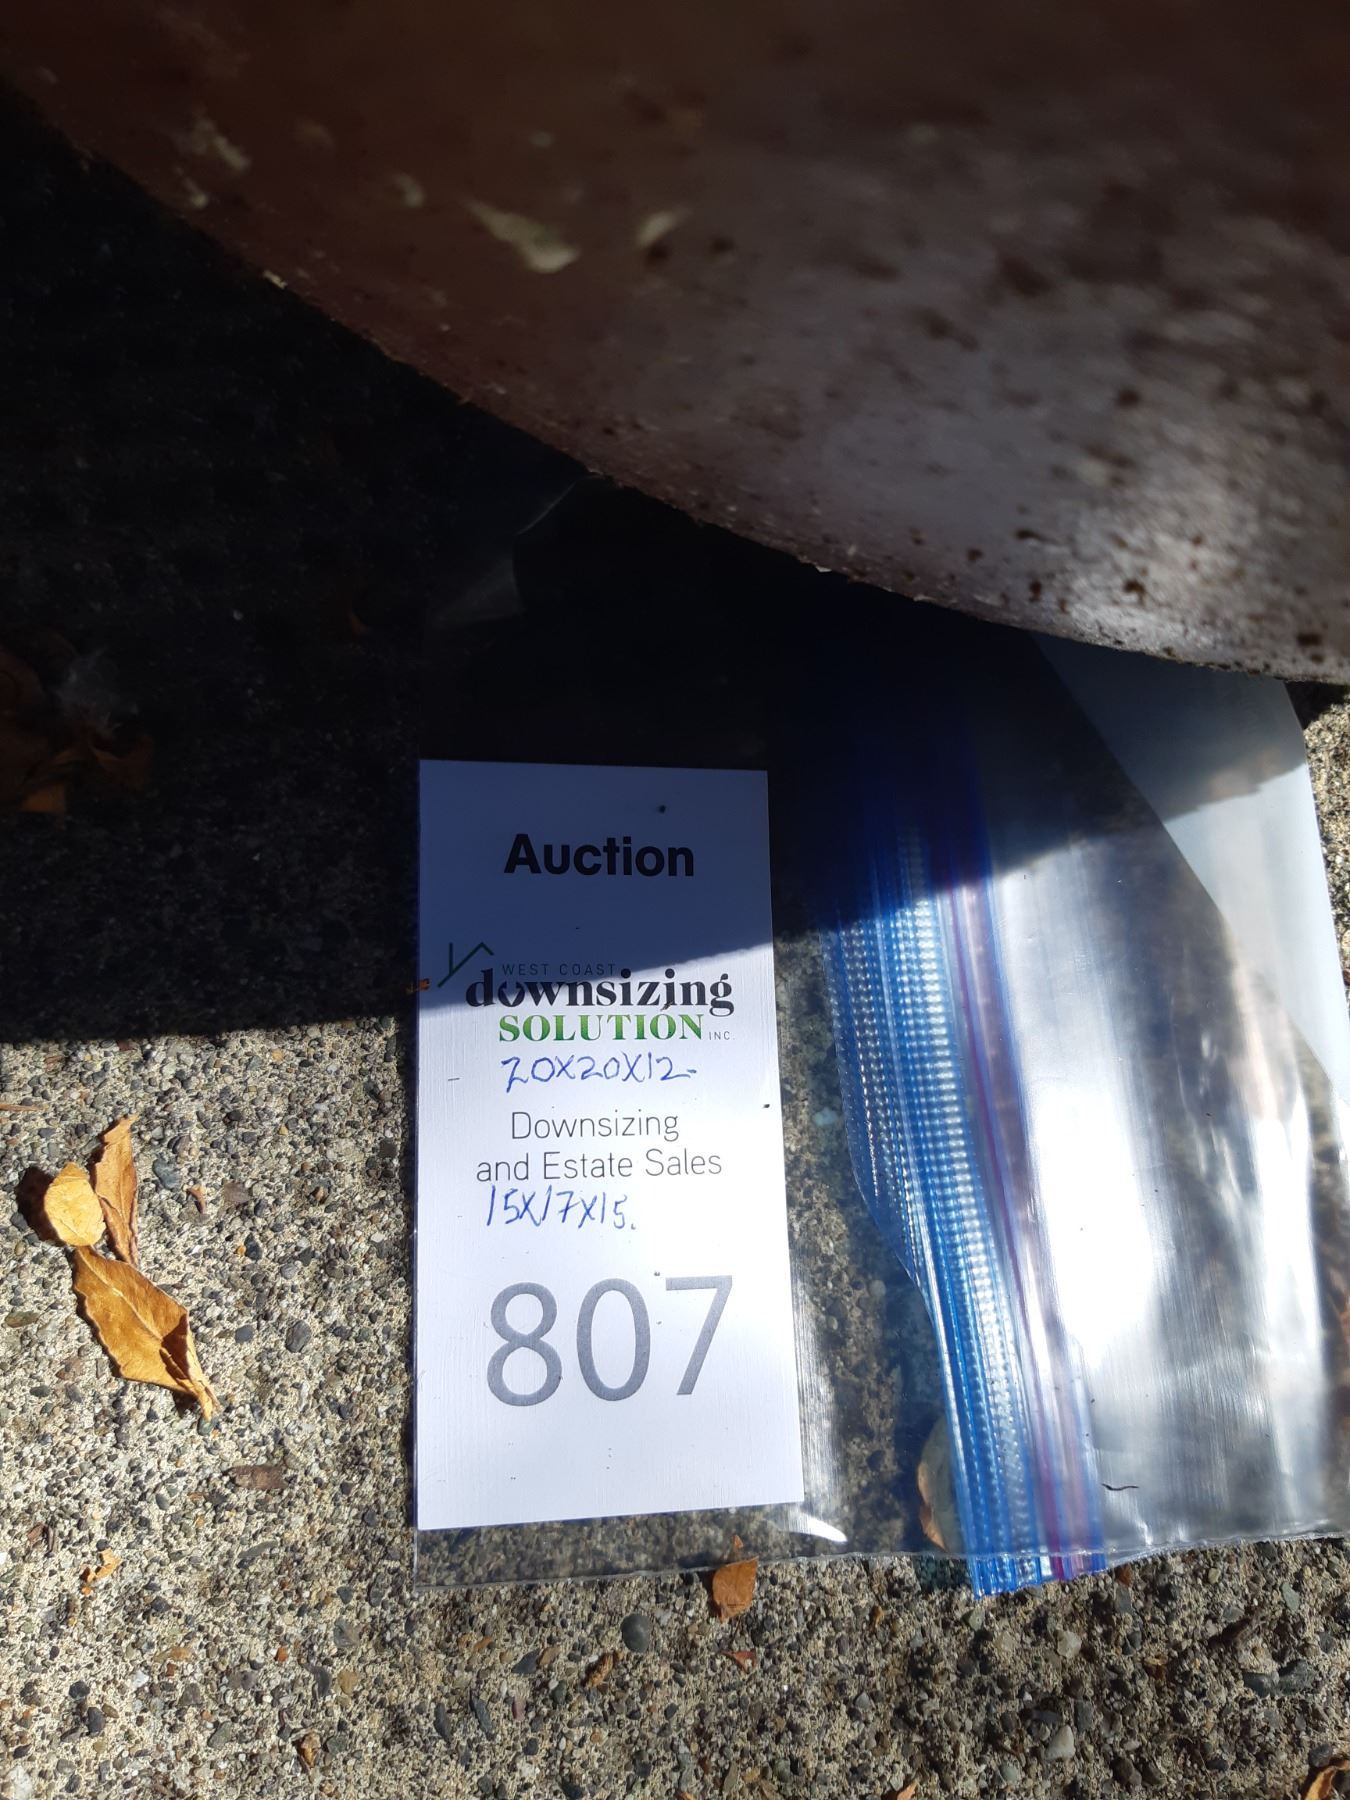 Auction
WEST COAST
downsizing
SOLUTION INC.
20X20X12
Downsizing
and Estate Sales
15X17X15.
807